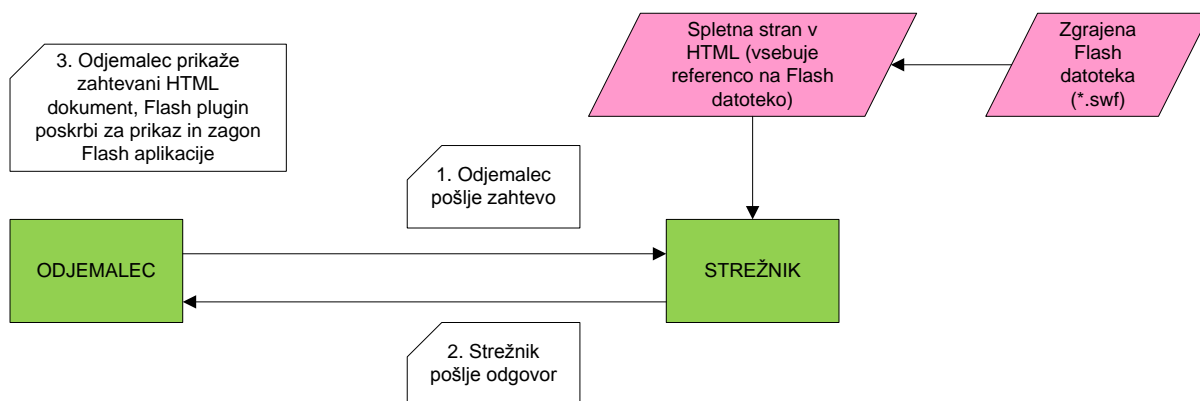 3. Odjemalec prikaže
zahtevani HTML
dokument, Flash plugin
poskrbi za prikaz in zagon
Flash aplikacije
Spletna stran v
HTML (vsebuje
referenco na Flash
datoteko)
Zgrajena
Flash
datoteka
(*.swf)
1. Odjemalec
pošlje zahtevo
ODJEMALEC
STREŽNIK
2. Strežnik
pošlje odgovor